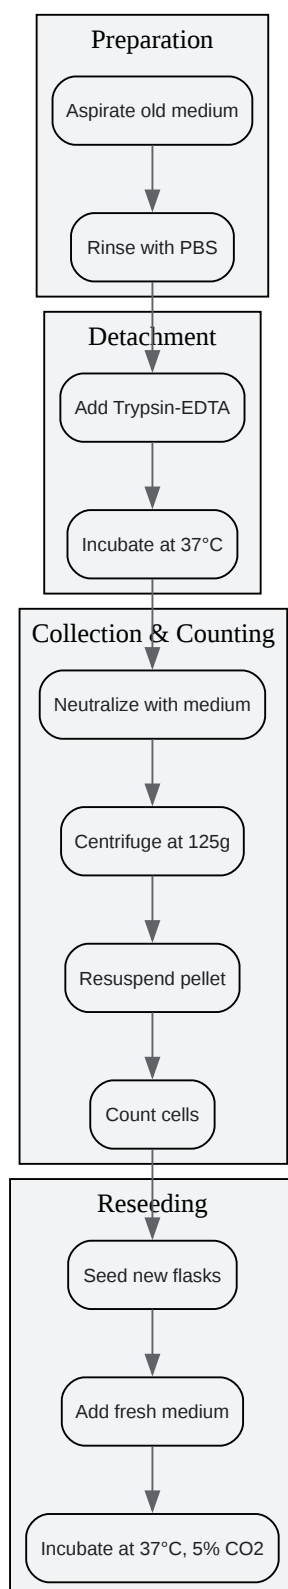 Preparation
Aspirate old medium
Rinse with PBS
Detachment
Add Trypsin-EDTA
Incubate at 37°C
Collection & Counting
Neutralize with medium
Centrifuge at 125g
Resuspend pellet
Count cells
Reseeding
Seed new flasks
Add fresh medium
Incubate at 37°C, 5% CO2